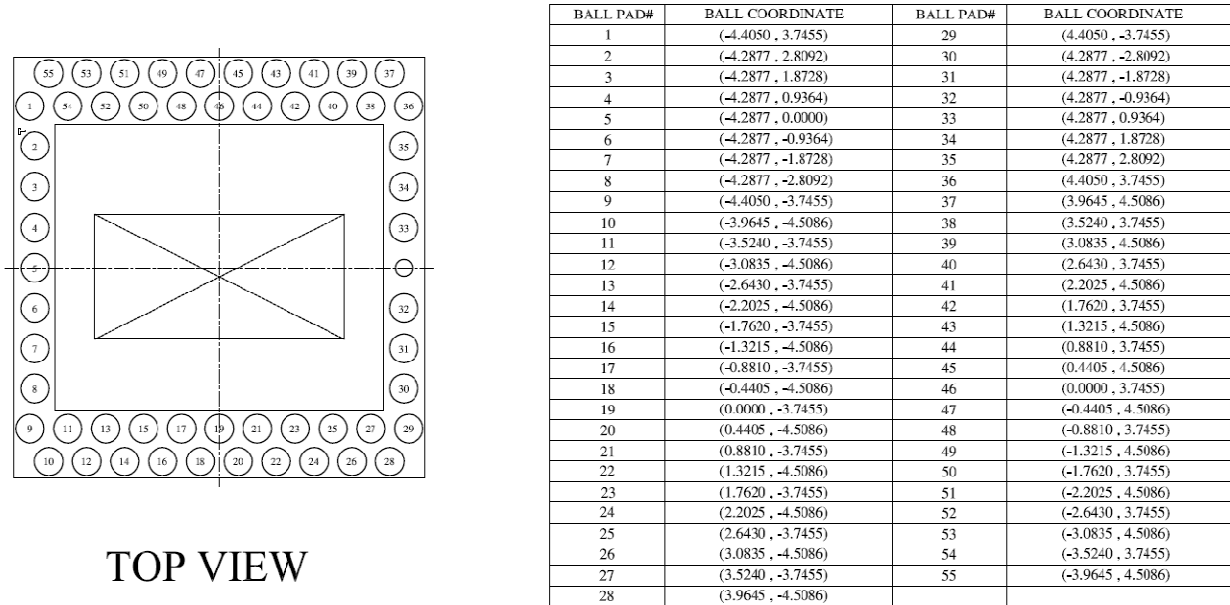 55 53 51 49 47 45 43 41 39 37
1 54 52 50 48 46 44 42 40 38 36
2 35
3 34
4 33
5
6 32
7 31
8 30
9 11 13 15 17 19 21 23 25 27 29
10 12 14 16 18 20 22 24 26 28
TOP VIEW
BALL PAD# BALL COORDINATE BALL PAD# BALL COORDINATE
1 (-4.4050 , 3.7455) 29 (4.4050 , -3.7455)
2 (-4.2877 , 2.8092) 30 (4.2877 , -2.8092)
3 (-4.2877 , 1.8728) 31 (4.2877 , -1.8728)
4 (-4.2877 , 0.9364) 32 (4.2877 , -0.9364)
5 (-4.2877 , 0.0000) 33 (4.2877 , 0.9364)
6 (-4.2877 , -0.9364) 34 (4.2877 , 1.8728)
7 (-4.2877 , -1.8728) 35 (4.2877 , 2.8092)
8 (-4.2877 , -2.8092) 36 (4.4050 , 3.7455)
9 (-4.4050 , -3.7455) 37 (3.9645 , 4.5086)
10 (-3.9645 , -4.5086) 38 (3.5240 , 3.7455)
11 (-3.5240 , -3.7455) 39 (3.0835 , 4.5086)
12 (-3.0835 , -4.5086) 40 (2.6430 , 3.7455)
13 (-2.6430 , -3.7455) 41 (2.2025 , 4.5086)
14 (-2.2025 , -4.5086) 42 (1.7620 , 3.7455)
15 (-1.7620 , -3.7455) 43 (1.3215 , 4.5086)
16 (-1.3215 , -4.5086) 44 (0.8810 , 3.7455)
17 (-0.8810 , -3.7455) 45 (0.4405 , 4.5086)
18 (-0.4405 , -4.5086) 46 (0.0000 , 3.7455)
19 (0.0000 , -3.7455) 47 (-0.4405 , 4.5086)
20 (0.4405 , -4.5086) 48 (-0.8810 , 3.7455)
21 (0.8810 , -3.7455) 49 (-1.3215 , 4.5086)
22 (1.3215 , -4.5086) 50 (-1.7620 , 3.7455)
23 (1.7620 , -3.7455) 51 (-2.2025 , 4.5086)
24 (2.2025 , -4.5086) 52 (-2.6430 , 3.7455)
25 (2.6430 , -3.7455) 53 (-3.0835 , 4.5086)
26 (3.0835 , -4.5086) 54 (-3.5240 , 3.7455)
27 (3.5240 , -3.7455) 55 (-3.9645 , 4.5086)
28 (3.9645 , -4.5086)